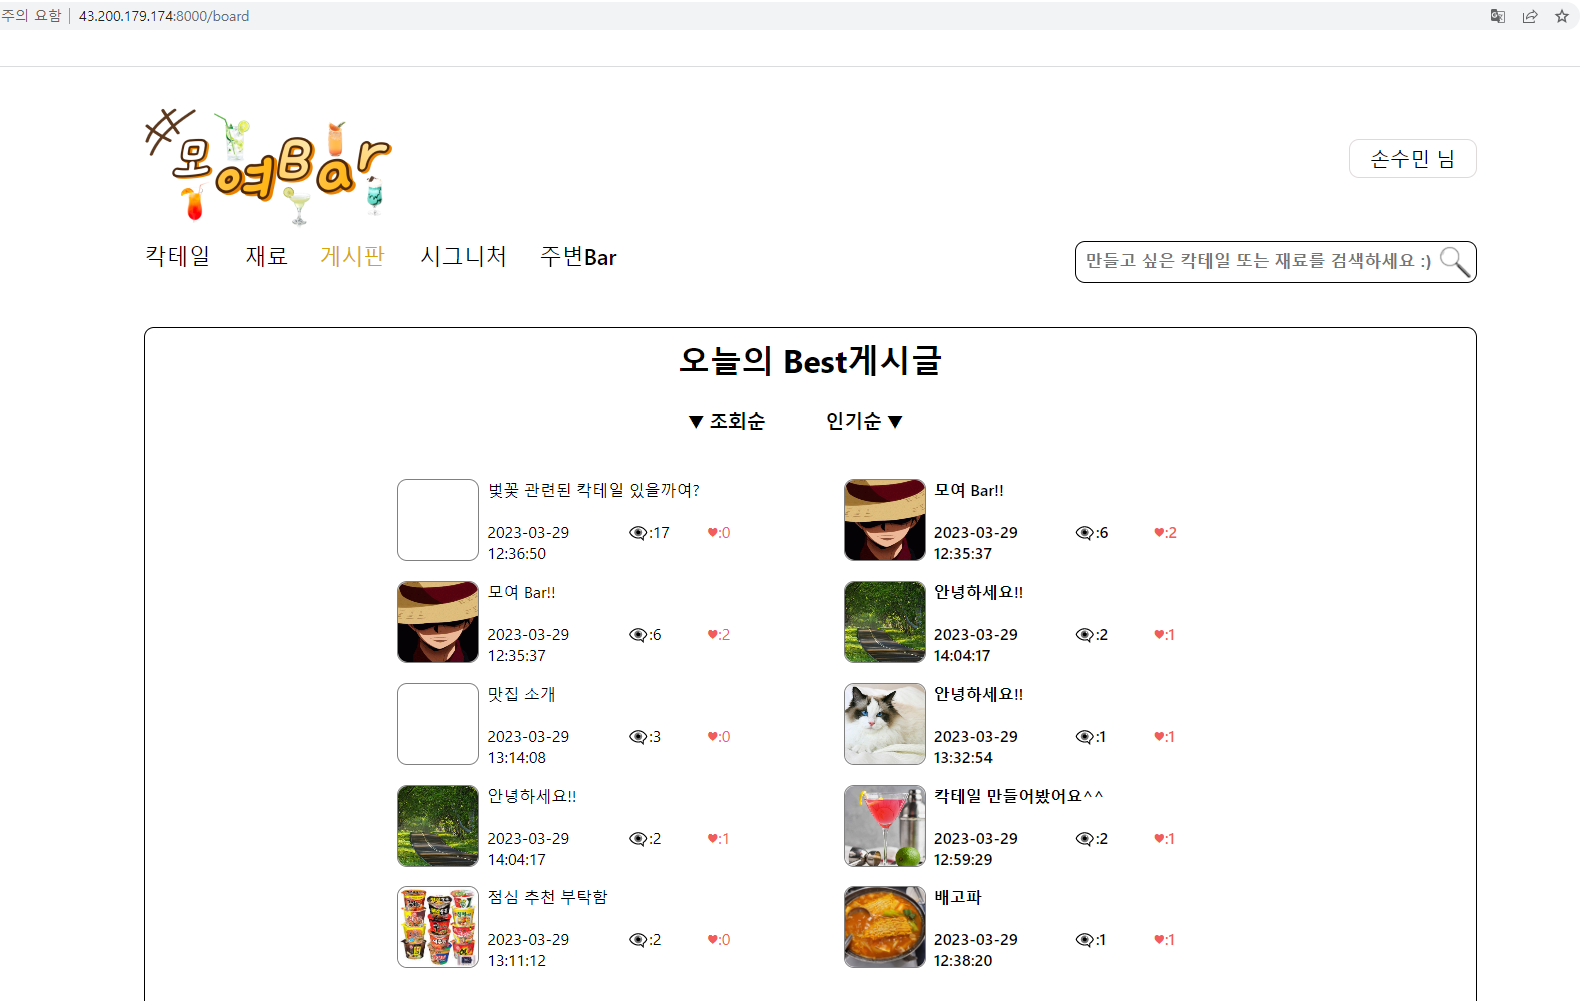 주의 요함 | 43.200.179.174:8000/board
#모여Bar
손수민 님
칵테일 재료 게시판 시그니처 주변Bar
만들고 싶은 칵테일 또는 재료를 검색하세요 :)
오늘의 Best게시글
▼ 조회순 인기순 ▼
벚꽃 관련된 칵테일 있을까여?
2023-03-29 :17 ♥:0
12:36:50
모여 Bar!!
2023-03-29 :6 ♥:2
12:35:37
맛집 소개
2023-03-29 :3 ♥:0
13:14:08
안녕하세요!!
2023-03-29 :2 ♥:1
14:04:17
점심 추천 부탁함
2023-03-29 :2 ♥:0
13:11:12
모여 Bar!!
2023-03-29 :6 ♥:2
12:35:37
안녕하세요!!
2023-03-29 :2 ♥:1
14:04:17
안녕하세요!!
2023-03-29 :1 ♥:1
13:32:54
칵테일 만들어봤어요^^
2023-03-29 :2 ♥:1
12:59:29
배고파
2023-03-29 :1 ♥:1
12:38:20